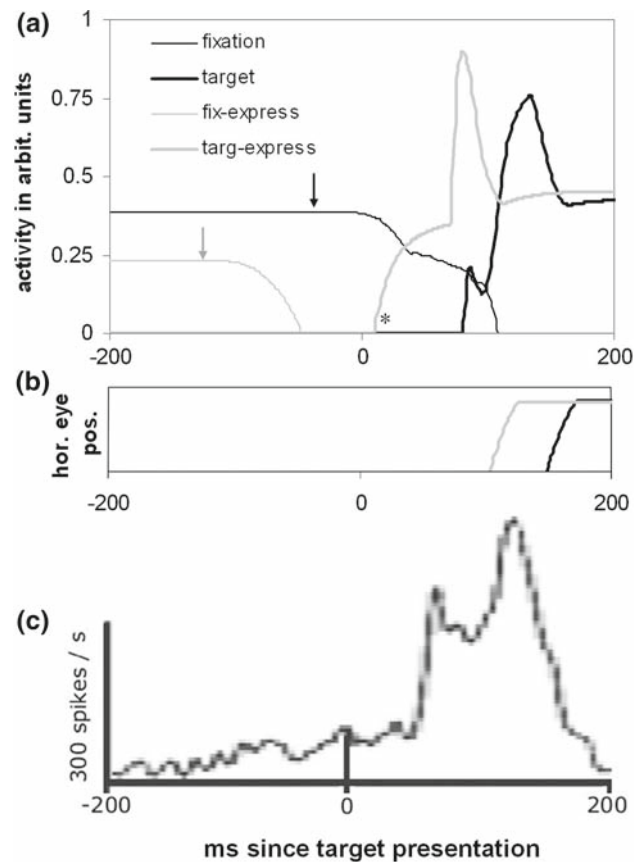 (a)
1
0.75
0.5
0.25
0
activity in arbit. units
fixation
target
fix-express
targ-express
*
-200 0 200
(b)
hor. eye
pos.
-200 0 200
(c)
300 spikes / s
-200 0 200
ms since target presentation